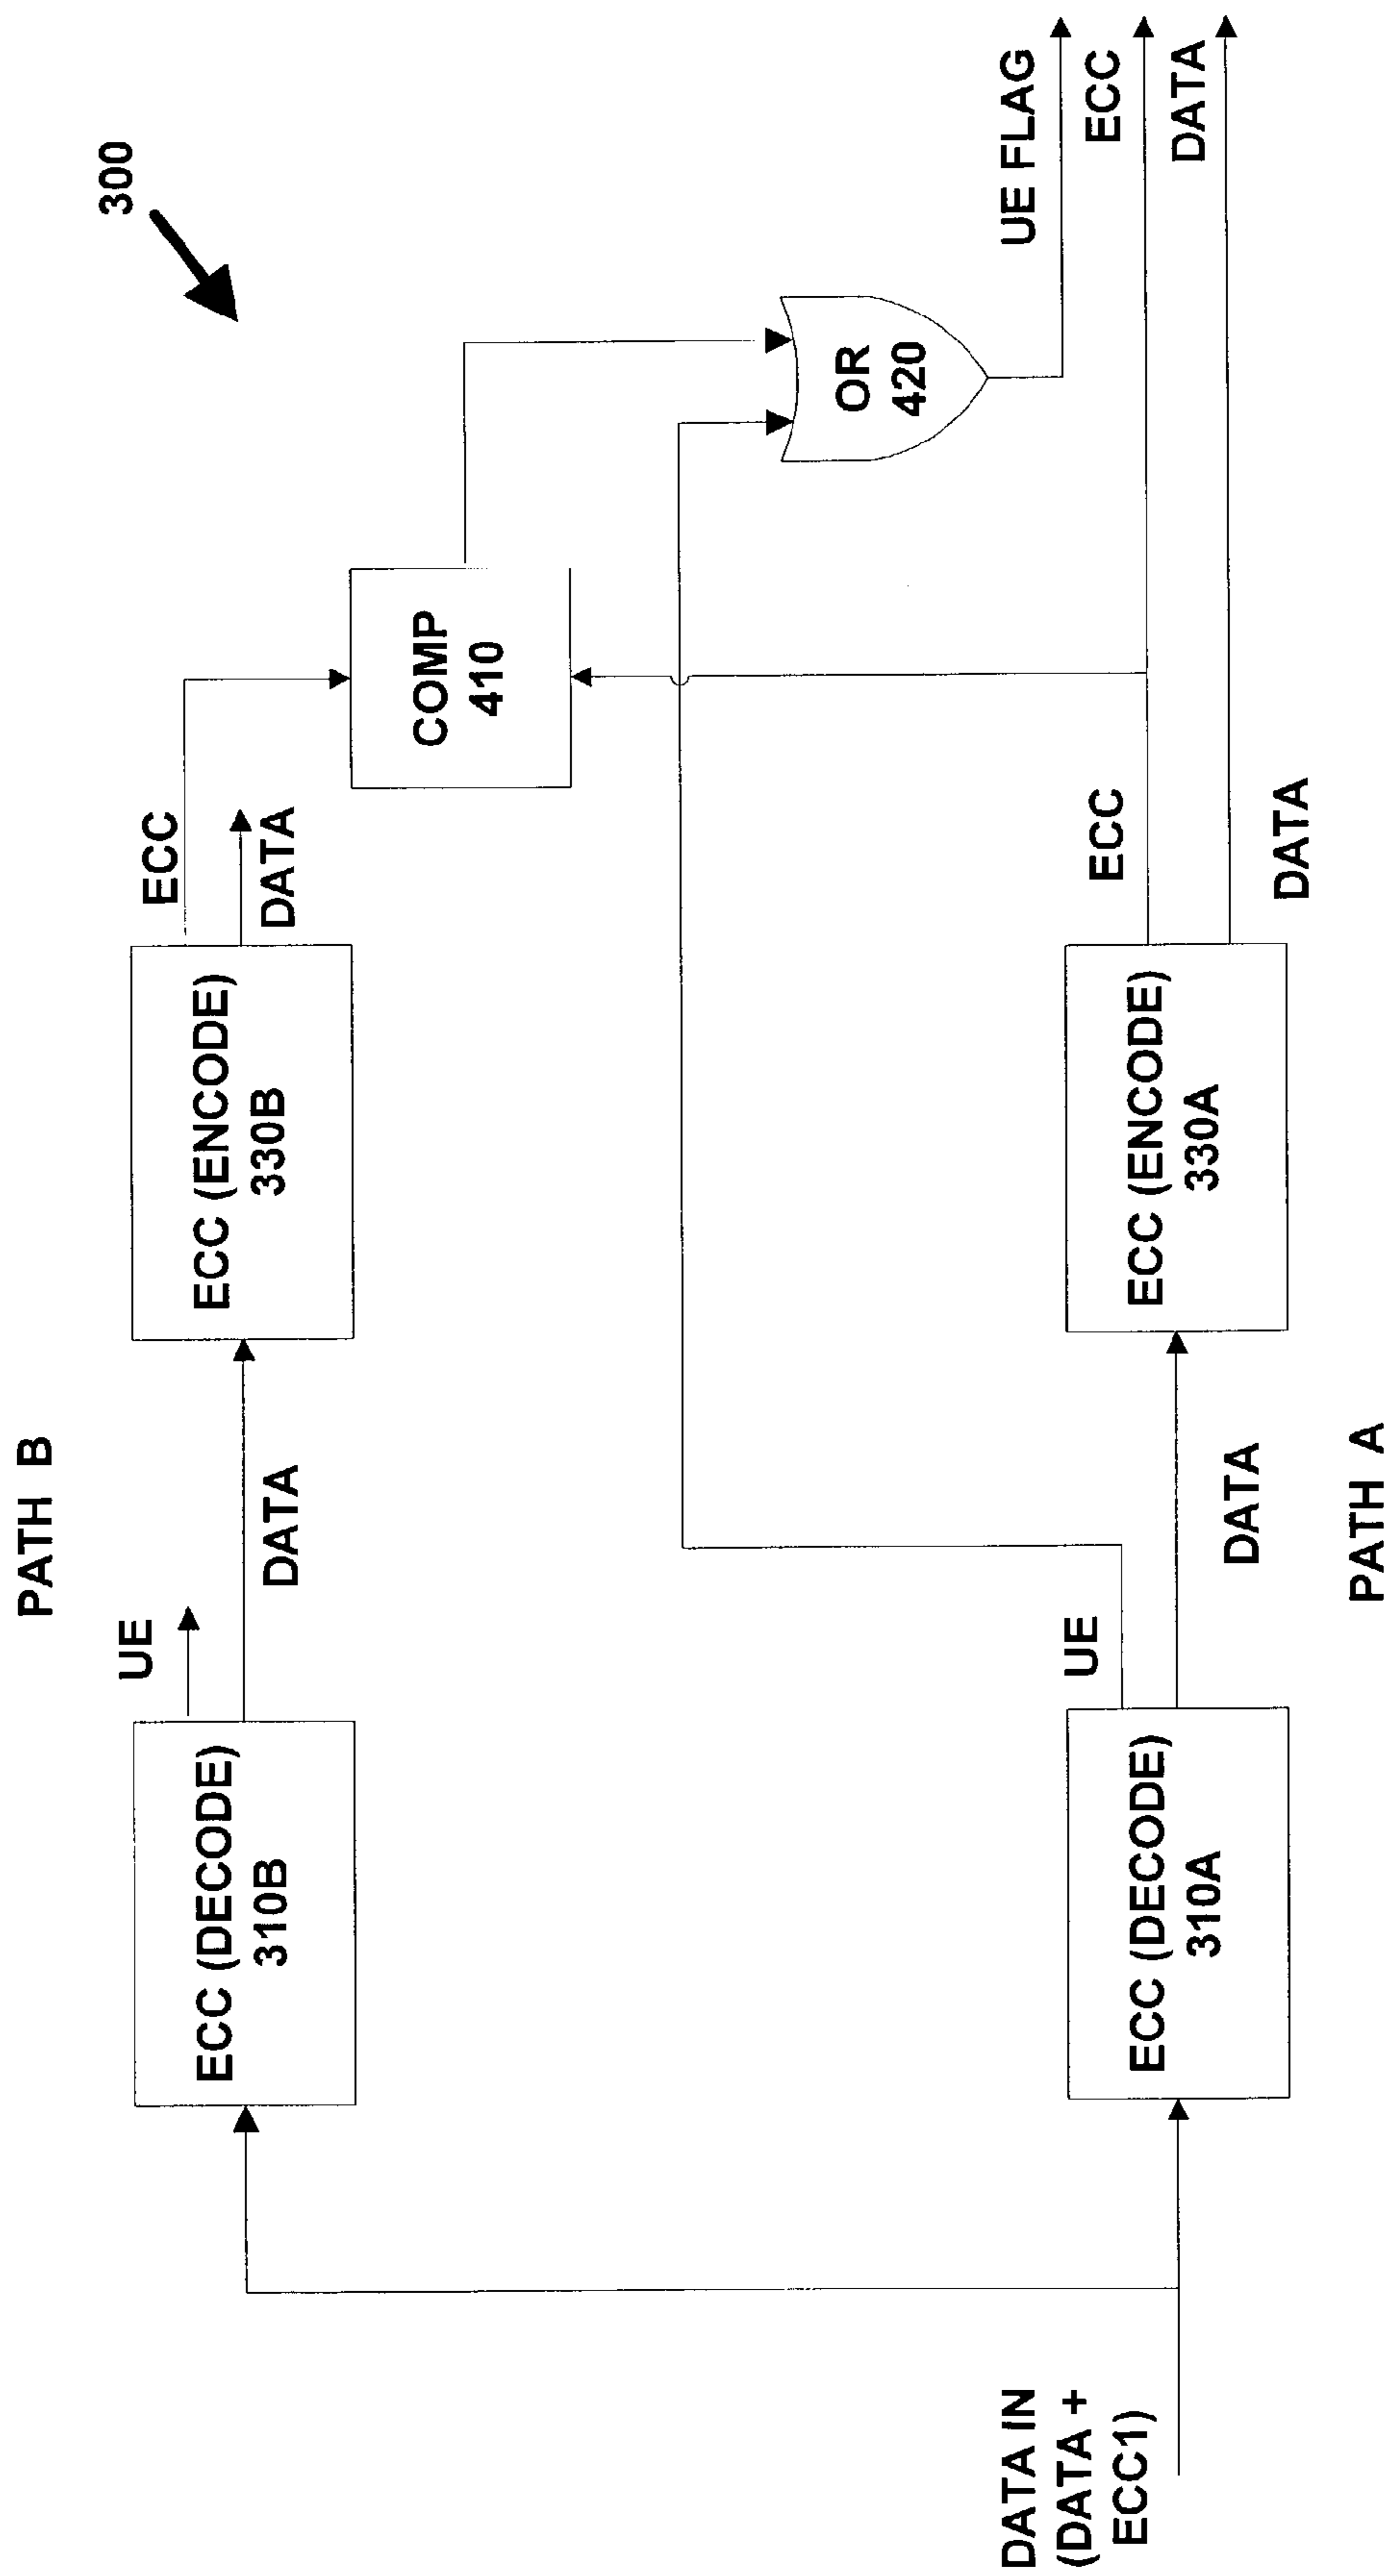 300
PATH B
UE
DATA
ECC
DATA
ECC (DECODE)
310B
ECC (ENCODE)
330B
COMP
410
OR
420
UE FLAG
ECC
DATA
DATA IN
(DATA +
ECC1)
UE
ECC
ECC (DECODE)
310A
ECC (ENCODE)
330A
DATA
DATA
PATH A